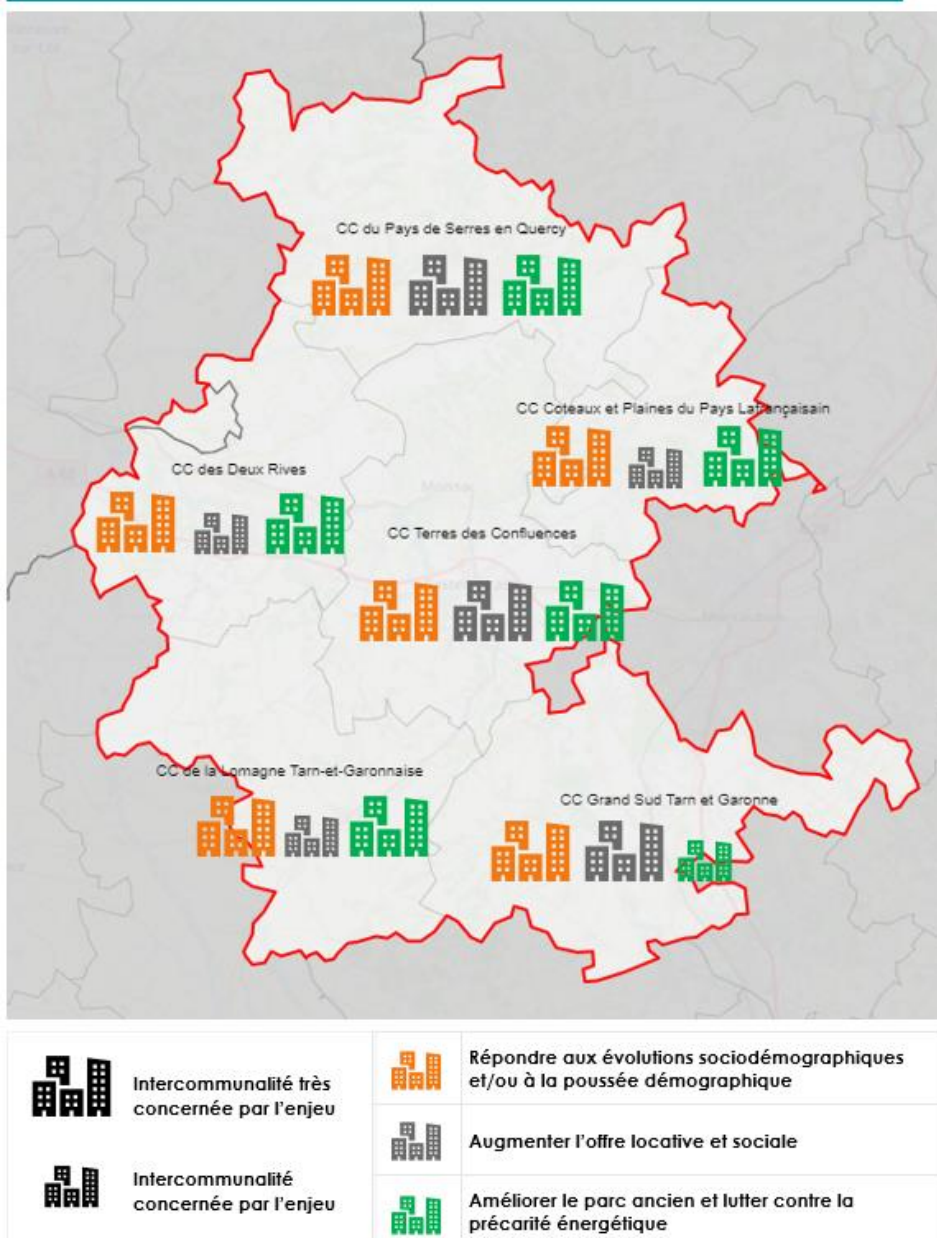 CC du Pays de Serres en Quercy
CC Coteaux et Plaines du Pays Lafrançaisain
CC des Deux Rives
CC Terres des Confluences
CC de la Lomagne Tarn-et-Garonnaise
CC Grand Sud Tarn et Garonne
Intercommunalité très
concernée par l'enjeu
Intercommunalité
concernée par l'enjeu
Répondre aux évolutions sociodémographiques
et/ou à la poussée démographique
Augmenter l'offre locative et sociale
Améliorer le parc ancien et lutter contre la
précarité énergétique